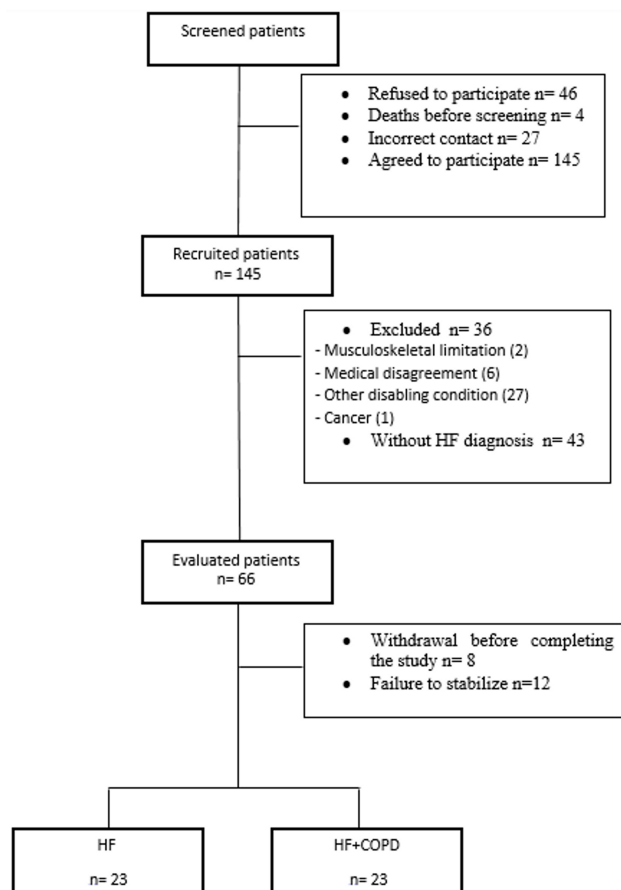 Screened patients
• Refused to participate n= 46
• Deaths before screening n= 4
• Incorrect contact n= 27
• Agreed to participate n= 145
Recruited patients
n= 145
• Excluded n= 36
- Musculoskeletal limitation (2)
- Medical disagreement (6)
- Other disabling condition (27)
- Cancer (1)
• Without HF diagnosis n= 43
Evaluated patients
n= 66
• Withdrawal before completing
the study n= 8
• Failure to stabilize n=12
HF
n= 23
HF+COPD
n= 23